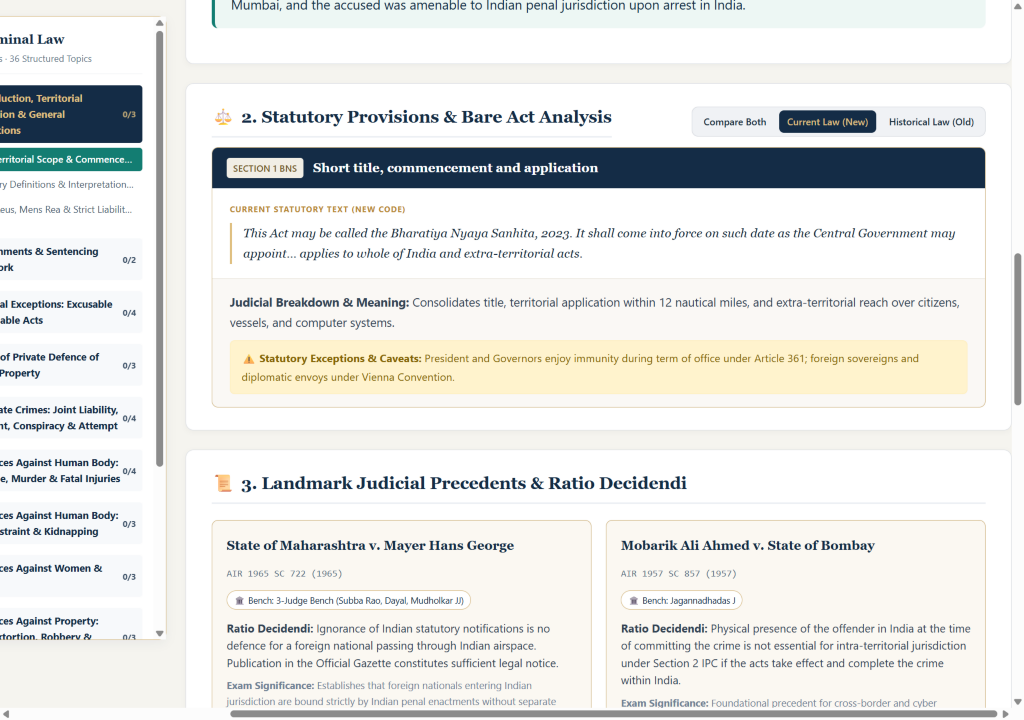 Mumbai, and the accused was amenable to Indian penal jurisdiction upon arrest in India.
minal Law
s · 36 Structured Topics
uction, Territorial
ion & General
tions
0/3
erritorial Scope & Commence...
ry Definitions & Interpretation...
eus, Mens Rea & Strict Liabilit...
nments & Sentencing
ork
0/2
al Exceptions: Excusable
able Acts
0/4
of Private Defence of
Property
0/3
ate Crimes: Joint Liability,
nt, Conspiracy & Attempt
0/4
ces Against Human Body:
e, Murder & Fatal Injuries
0/4
ces Against Human Body:
straint & Kidnapping
0/3
ces Against Women &
0/3
ces Against Property:
xtortion, Robbery &
0/3
2. Statutory Provisions & Bare Act Analysis
Compare Both
Current Law (New)
Historical Law (Old)
SECTION 1 BNS
Short title, commencement and application
CURRENT STATUTORY TEXT (NEW CODE)
This Act may be called the Bharatiya Nyaya Sanhita, 2023. It shall come into force on such date as the Central Government may
appoint... applies to whole of India and extra-territorial acts.
Judicial Breakdown & Meaning: Consolidates title, territorial application within 12 nautical miles, and extra-territorial reach over citizens,
vessels, and computer systems.
Statutory Exceptions & Caveats: President and Governors enjoy immunity during term of office under Article 361; foreign sovereigns and
diplomatic envoys under Vienna Convention.
3. Landmark Judicial Precedents & Ratio Decidendi
State of Maharashtra v. Mayer Hans George
AIR 1965 SC 722 (1965)
Bench: 3-Judge Bench (Subba Rao, Dayal, Mudholkar JJ)
Ratio Decidendi: Ignorance of Indian statutory notifications is no
defence for a foreign national passing through Indian airspace.
Publication in the Official Gazette constitutes sufficient legal notice.
Exam Significance: Establishes that foreign nationals entering Indian
jurisdiction are bound strictly by Indian penal enactments without separate
Mobarik Ali Ahmed v. State of Bombay
AIR 1957 SC 857 (1957)
Bench: Jagannadhadas J
Ratio Decidendi: Physical presence of the offender in India at the time
of committing the crime is not essential for intra-territorial jurisdiction
under Section 2 IPC if the acts take effect and complete the crime
within India.
Exam Significance: Foundational precedent for cross-border and cyber